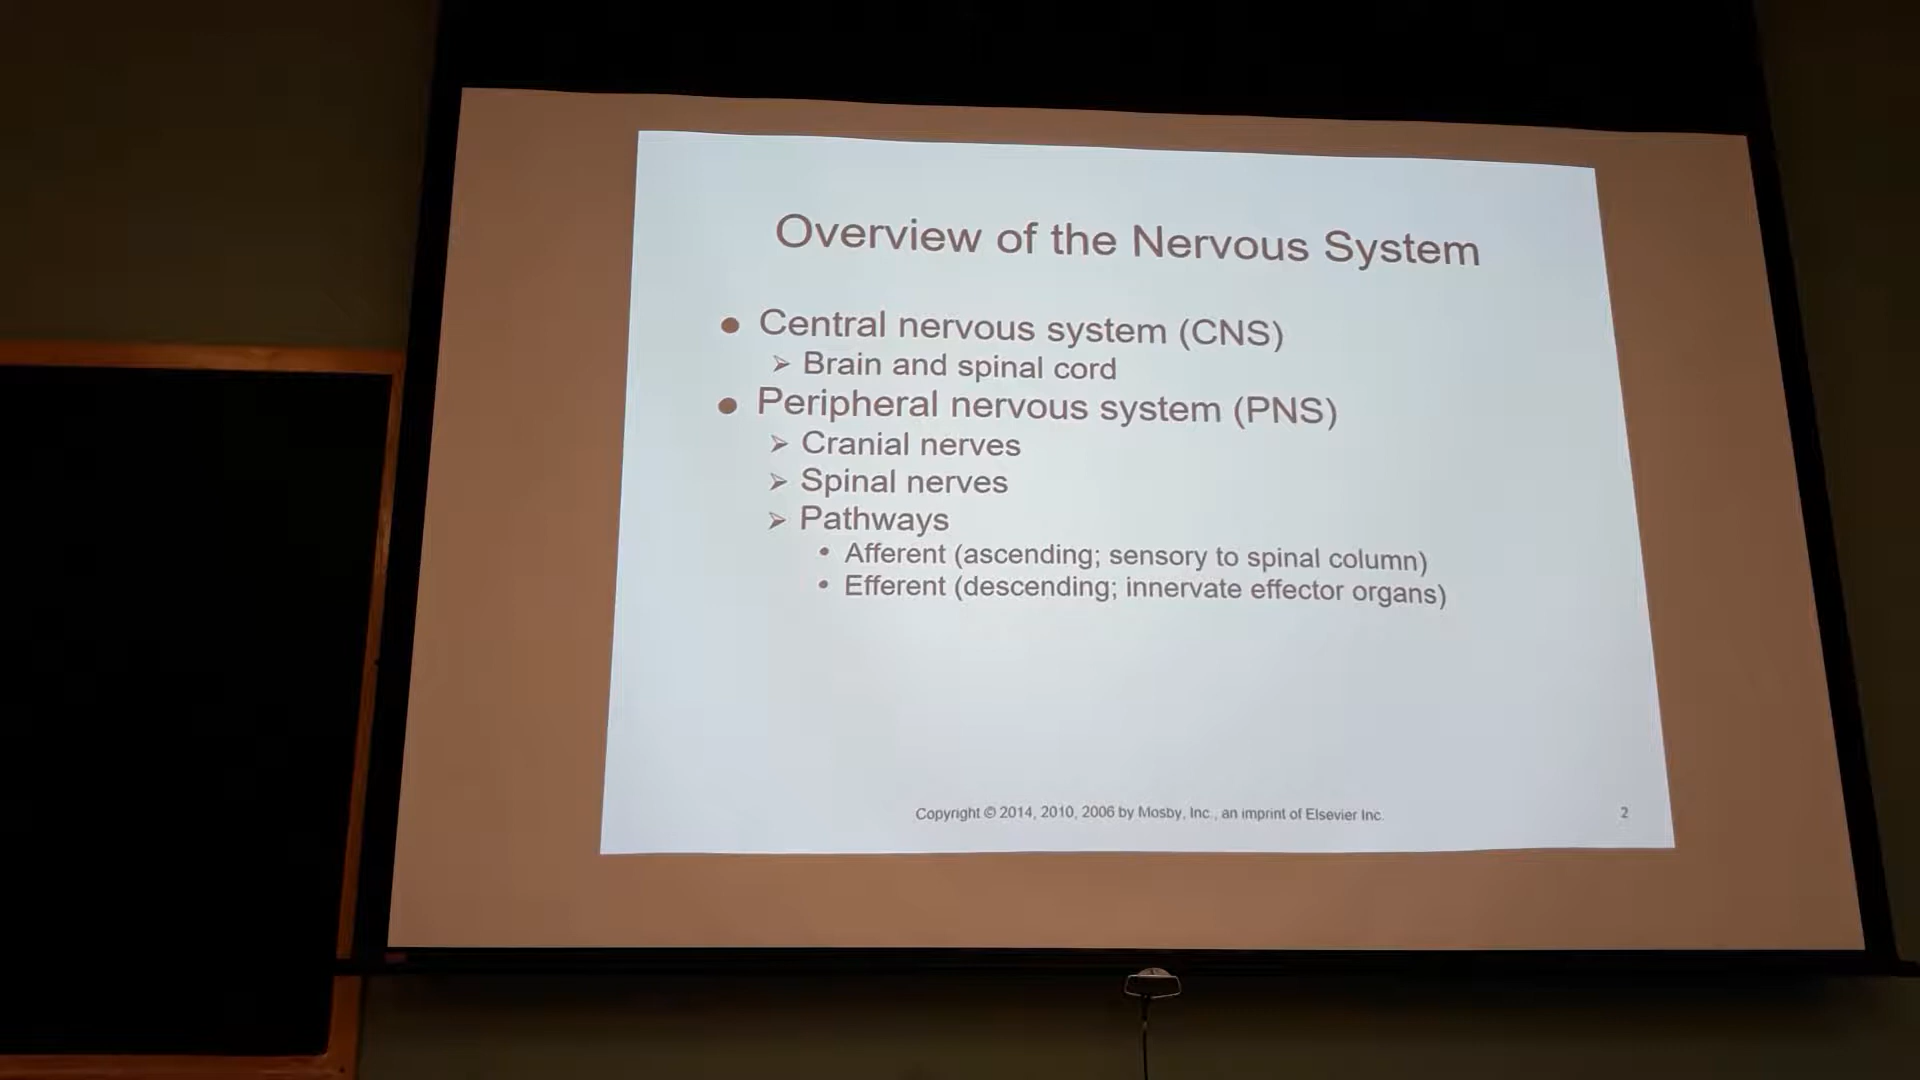 Overview of the Nervous System
● Central nervous system (CNS)
➢ Brain and spinal cord
● Peripheral nervous system (PNS)
➢ Cranial nerves
➢ Spinal nerves
➢ Pathways
• Afferent (ascending; sensory to spinal column)
• Efferent (descending; innervate effector organs)
Copyright © 2014, 2010, 2006 by Mosby, Inc., an imprint of Elsevier Inc.
2